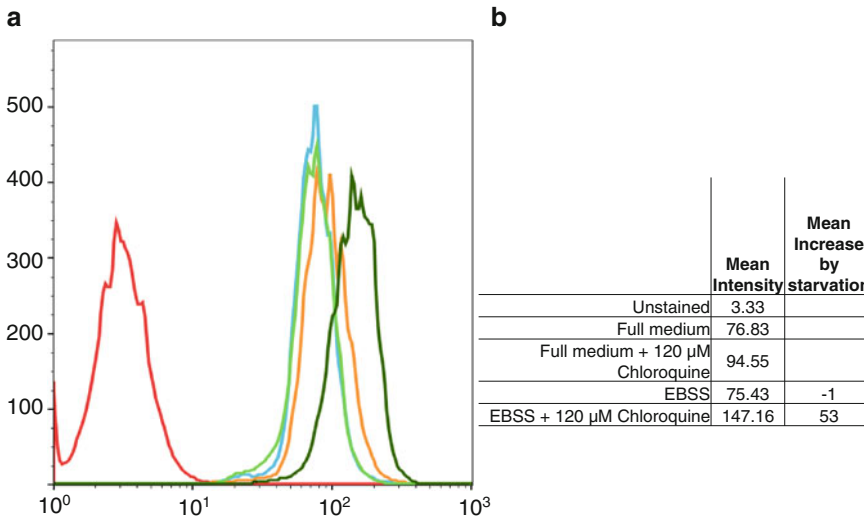 a
b
500
400
300
200
100
10⁰
10¹
10²
10³
Mean Intensity
Mean Increase by starvation
Unstained 3.33
Full medium 76.83
Full medium + 120 µM Chloroquine 94.55
EBSS 75.43 -1
EBSS + 120 µM Chloroquine 147.16 53